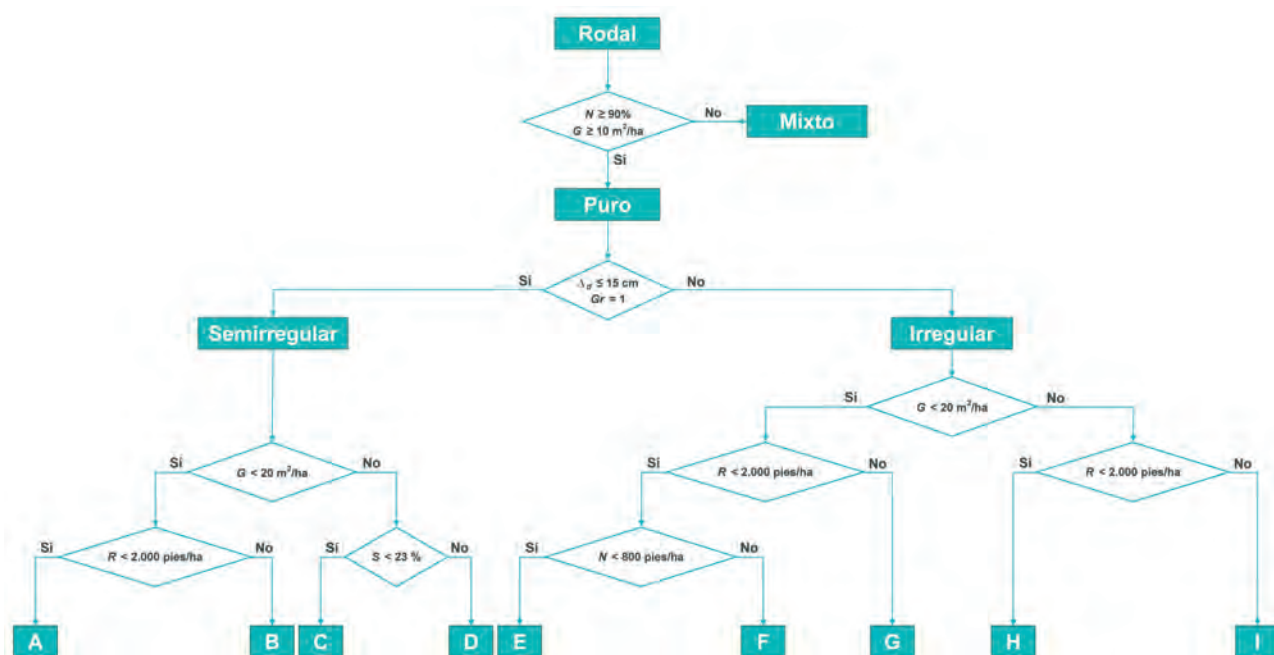 Rodal
N ≥ 90%
G ≥ 10 m²/ha
No
Mixto
Sí
Puro
Sí
Δd ≤ 15 cm
Gr = 1
No
Semirregular
Irregular
Sí
G < 20 m²/ha
No
Sí
G < 20 m²/ha
No
Sí
R < 2.000 pies/ha
No
Sí
R < 2.000 pies/ha
No
Sí
R < 2.000 pies/ha
No
Sí
S < 23 %
No
Sí
N < 800 pies/ha
No
A
B
C
D
E
F
G
H
I